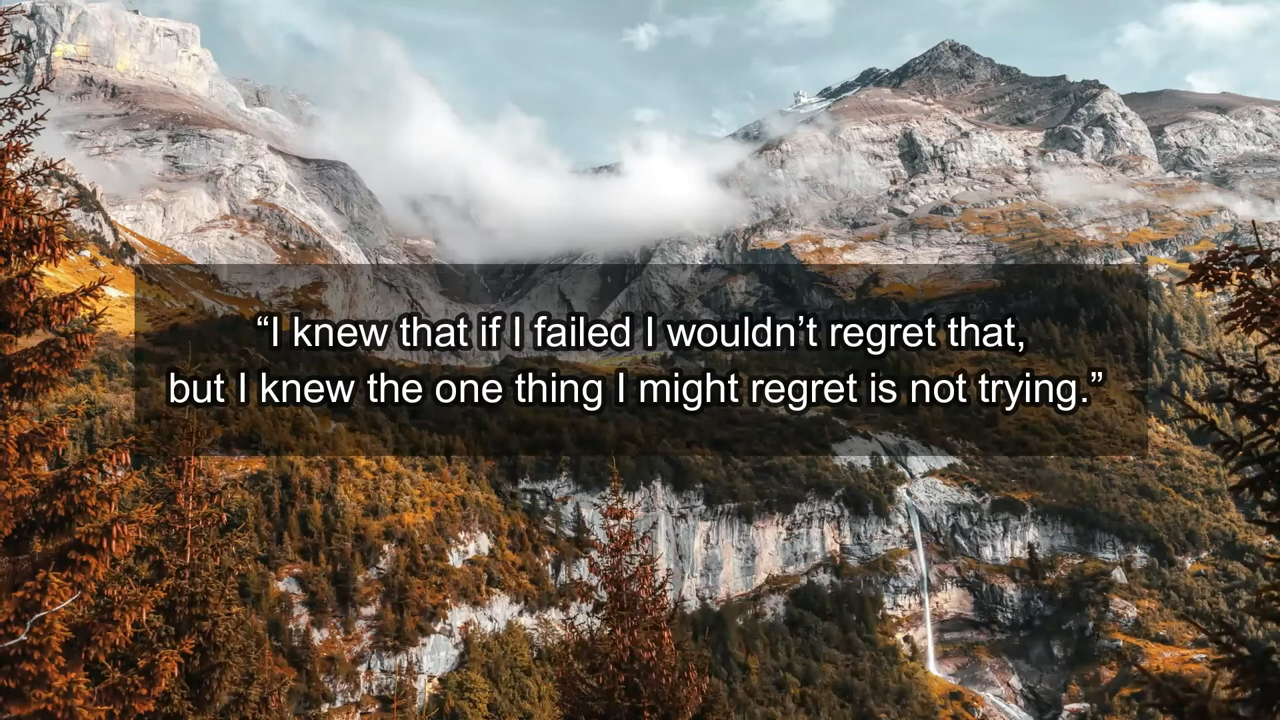 “I knew that if I failed I wouldn’t regret that,
but I knew the one thing I might regret is not trying.”